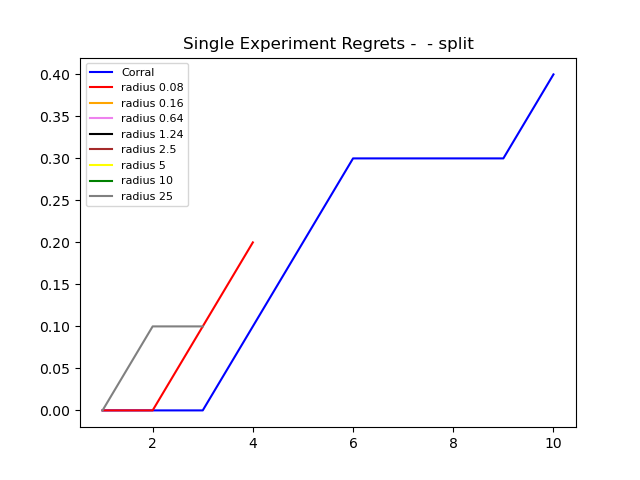 Single Experiment Regrets -  - split
Corral
radius 0.08
radius 0.16
radius 0.64
radius 1.24
radius 2.5
radius 5
radius 10
radius 25
0.40
0.35
0.30
0.25
0.20
0.15
0.10
0.05
0.00
2 4 6 8 10